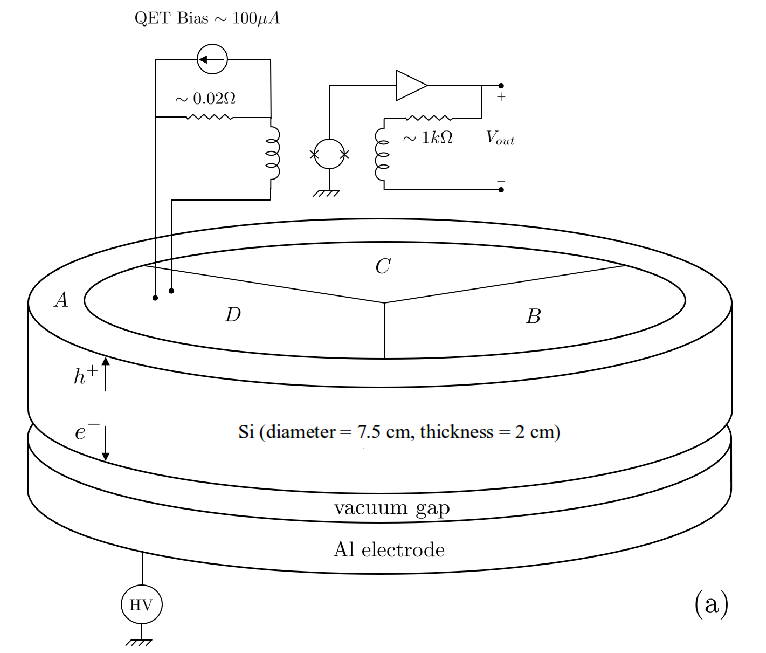 QET Bias ~ 100μA
~ 0.02Ω
~ 1kΩ
V_out
+
−
C
A
D
B
h⁺
e⁻
Si (diameter = 7.5 cm, thickness = 2 cm)
vacuum gap
Al electrode
HV
(a)